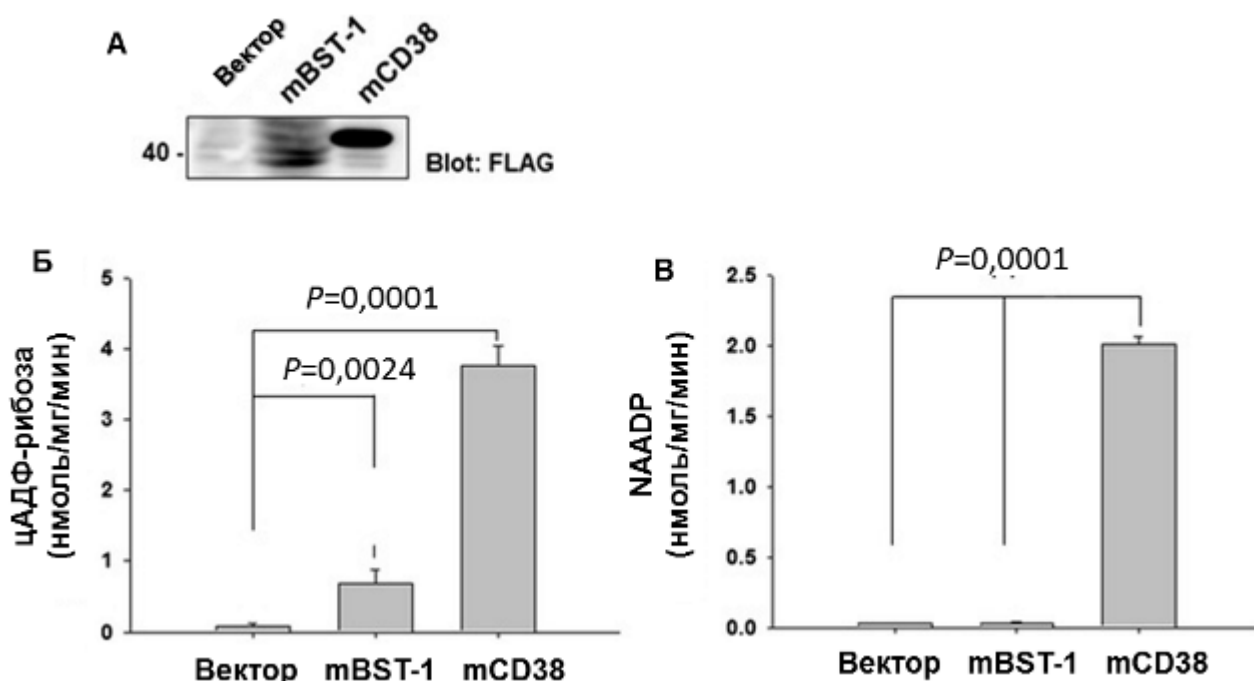 А
Вектор
mBST-1
mCD38
40 -
Blot: FLAG
Б
цАДФ-рибоза
(нмоль/мг/мин)
5
4
3
2
1
0
P=0,0001
P=0,0024
Вектор mBST-1 mCD38
В
NAADP
(нмоль/мг/мин)
2.5
2.0
1.5
1.0
0.5
0.0
P=0,0001
Вектор mBST-1 mCD38